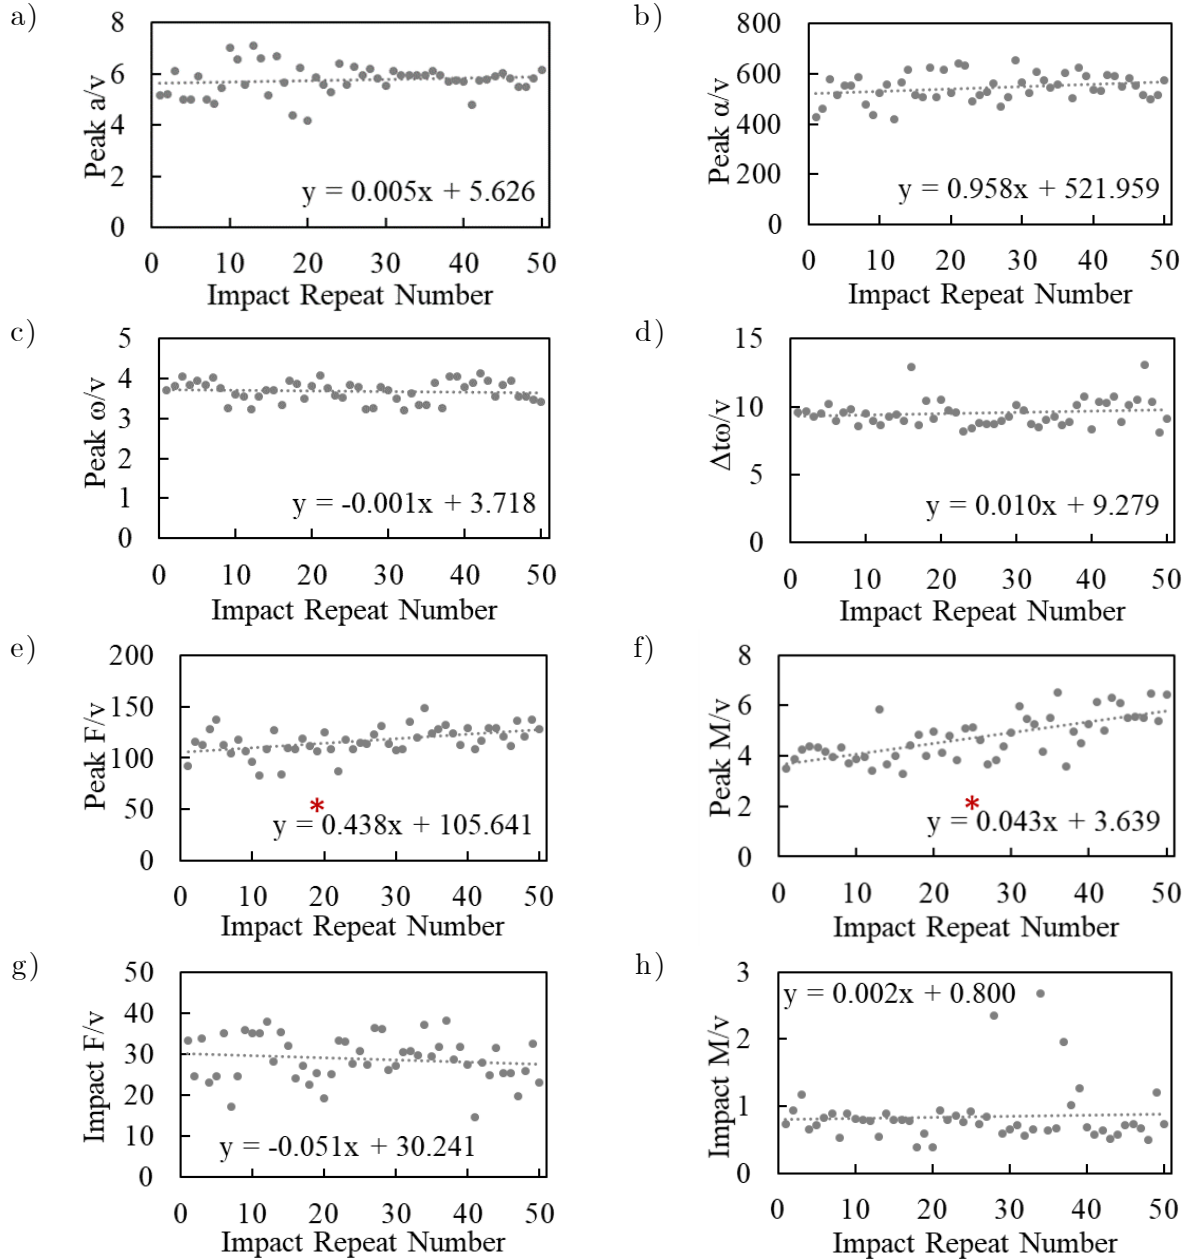 a)
8
6
4
2
0
Peak a/v
y = 0.005x + 5.626
0 10 20 30 40 50
Impact Repeat Number
b)
800
600
400
200
0
Peak α/v
y = 0.958x + 521.959
0 10 20 30 40 50
Impact Repeat Number
c)
5
4
3
2
1
0
Peak ω/v
y = -0.001x + 3.718
0 10 20 30 40 50
Impact Repeat Number
d)
15
10
5
0
Δtω/v
y = 0.010x + 9.279
0 10 20 30 40 50
Impact Repeat Number
e)
200
150
100
50
0
Peak F/v
*
y = 0.438x + 105.641
0 10 20 30 40 50
Impact Repeat Number
f)
8
6
4
2
0
Peak M/v
*
y = 0.043x + 3.639
0 10 20 30 40 50
Impact Repeat Number
g)
50
40
30
20
10
0
Impact F/v
y = -0.051x + 30.241
0 10 20 30 40 50
Impact Repeat Number
h)
3
2
1
0
Impact M/v
y = 0.002x + 0.800
0 10 20 30 40 50
Impact Repeat Number